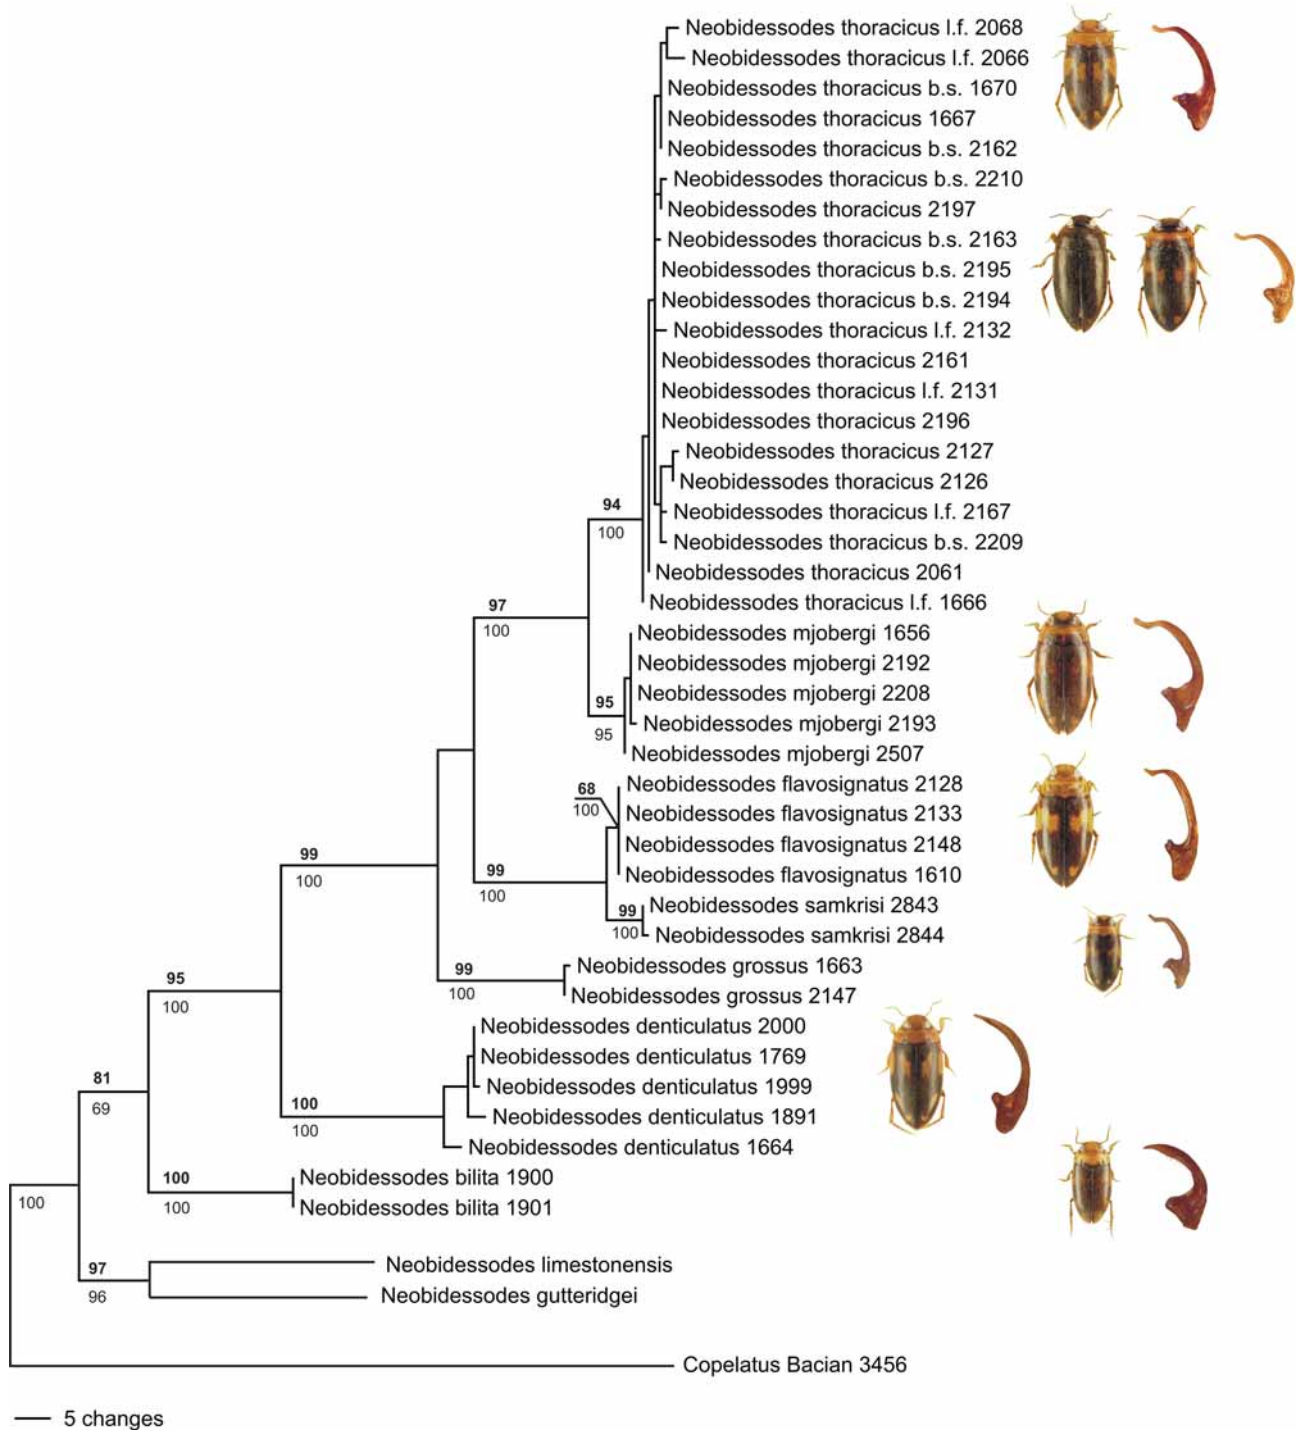 Neobidessodes thoracicus l.f. 2068
Neobidessodes thoracicus l.f. 2066
Neobidessodes thoracicus b.s. 1670
Neobidessodes thoracicus 1667
Neobidessodes thoracicus b.s. 2162
Neobidessodes thoracicus b.s. 2210
Neobidessodes thoracicus 2197
Neobidessodes thoracicus b.s. 2163
Neobidessodes thoracicus b.s. 2195
Neobidessodes thoracicus b.s. 2194
Neobidessodes thoracicus l.f. 2132
Neobidessodes thoracicus 2161
Neobidessodes thoracicus l.f. 2131
Neobidessodes thoracicus 2196
Neobidessodes thoracicus 2127
Neobidessodes thoracicus 2126
94
Neobidessodes thoracicus l.f. 2167
100
Neobidessodes thoracicus b.s. 2209
Neobidessodes thoracicus 2061
97
Neobidessodes thoracicus l.f. 1666
100
Neobidessodes mjobergi 1656
Neobidessodes mjobergi 2192
Neobidessodes mjobergi 2208
95
Neobidessodes mjobergi 2193
95
Neobidessodes mjobergi 2507
Neobidessodes flavosignatus 2128
68
100
Neobidessodes flavosignatus 2133
Neobidessodes flavosignatus 2148
99
100
99
100
Neobidessodes flavosignatus 1610
Neobidessodes samkrisi 2843
99
100
Neobidessodes samkrisi 2844
Neobidessodes grossus 1663
99
100
Neobidessodes grossus 2147
95
100
Neobidessodes denticulatus 2000
Neobidessodes denticulatus 1769
Neobidessodes denticulatus 1999
81
69
100
100
Neobidessodes denticulatus 1891
Neobidessodes denticulatus 1664
Neobidessodes bilita 1900
100
100
Neobidessodes bilita 1901
100
Neobidessodes limestonensis
97
96
Neobidessodes gutteridgei
Copelatus Bacian 3456
5 changes